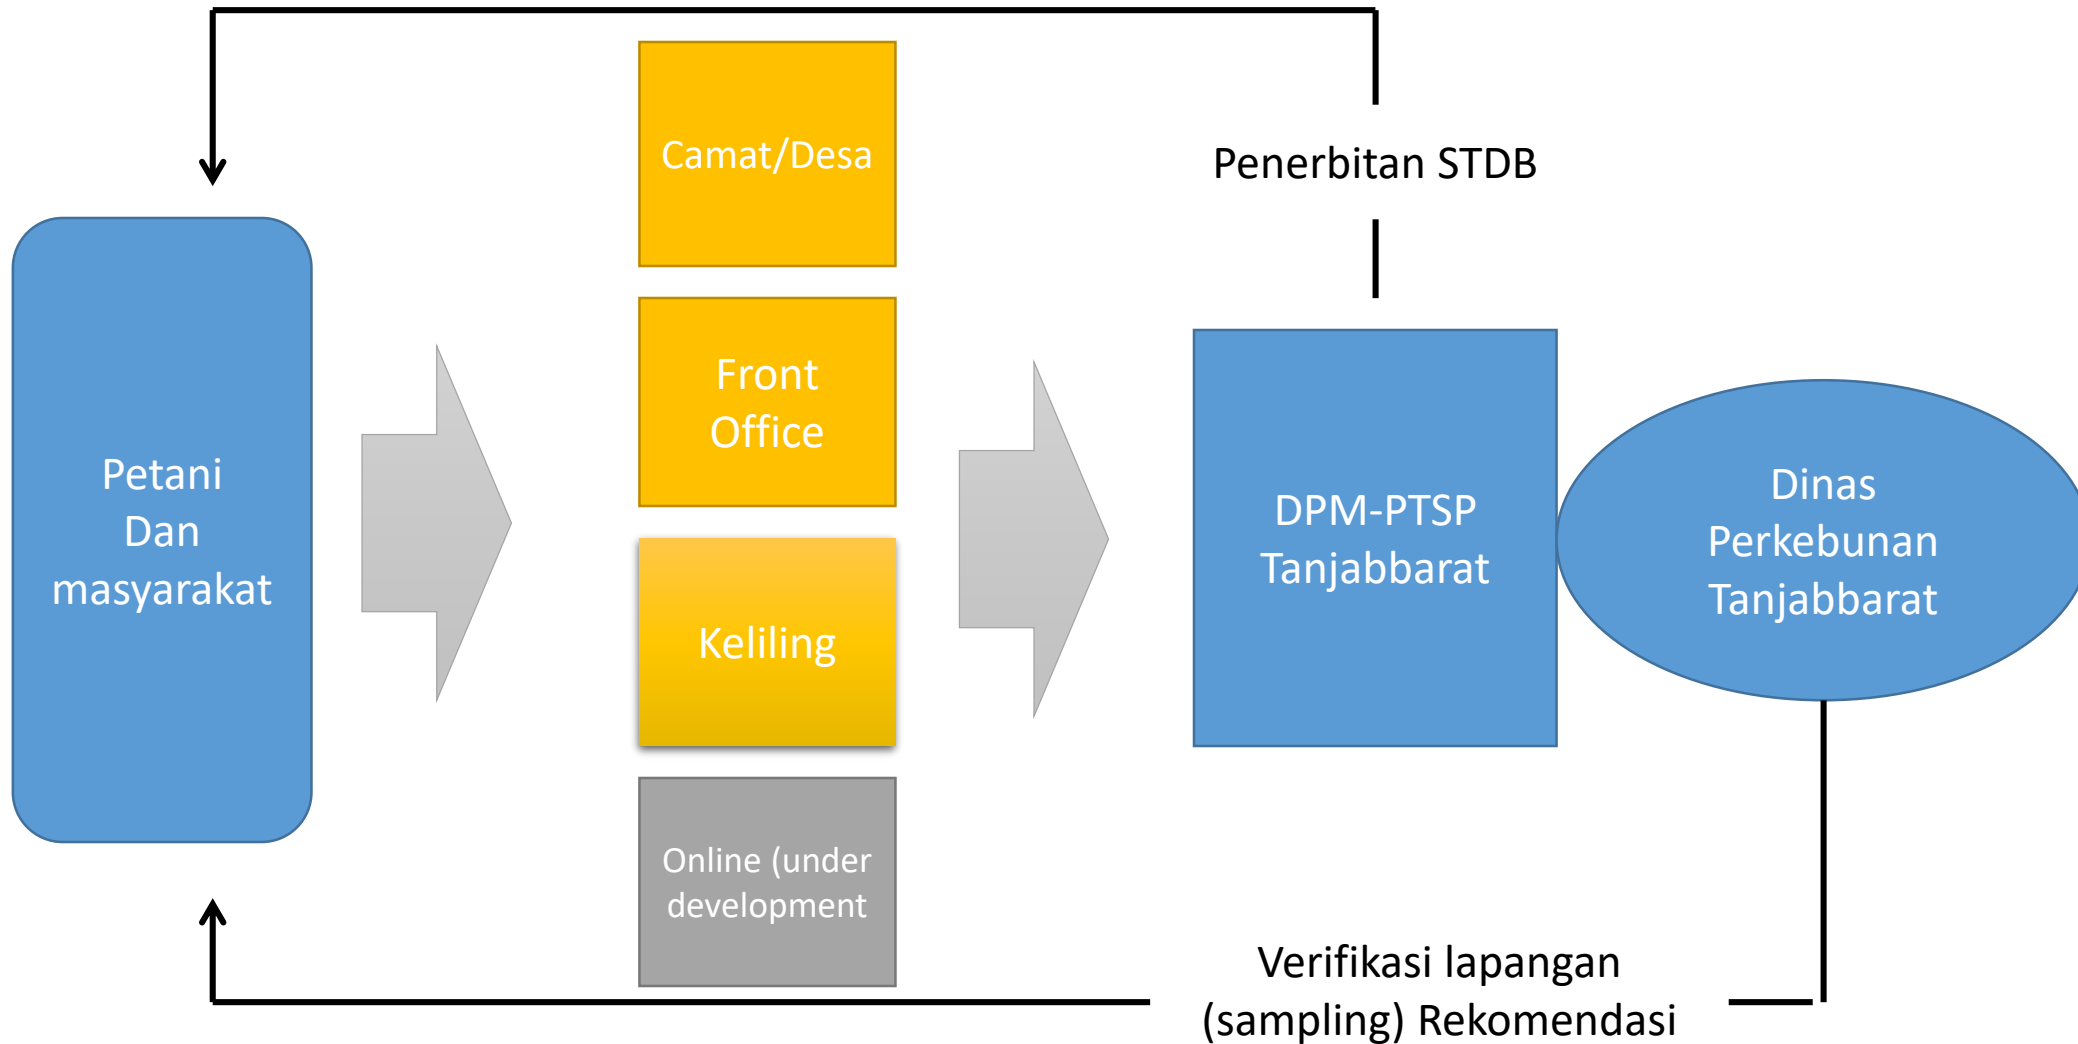 Camat/Desa
Penerbitan STDB
Petani
Dan
masyarakat
Front
Office
Keliling
Online (under
development
DPM-PTSP
Tanjabbarat
Dinas
Perkebunan
Tanjabbarat
Verifikasi lapangan
(sampling) Rekomendasi